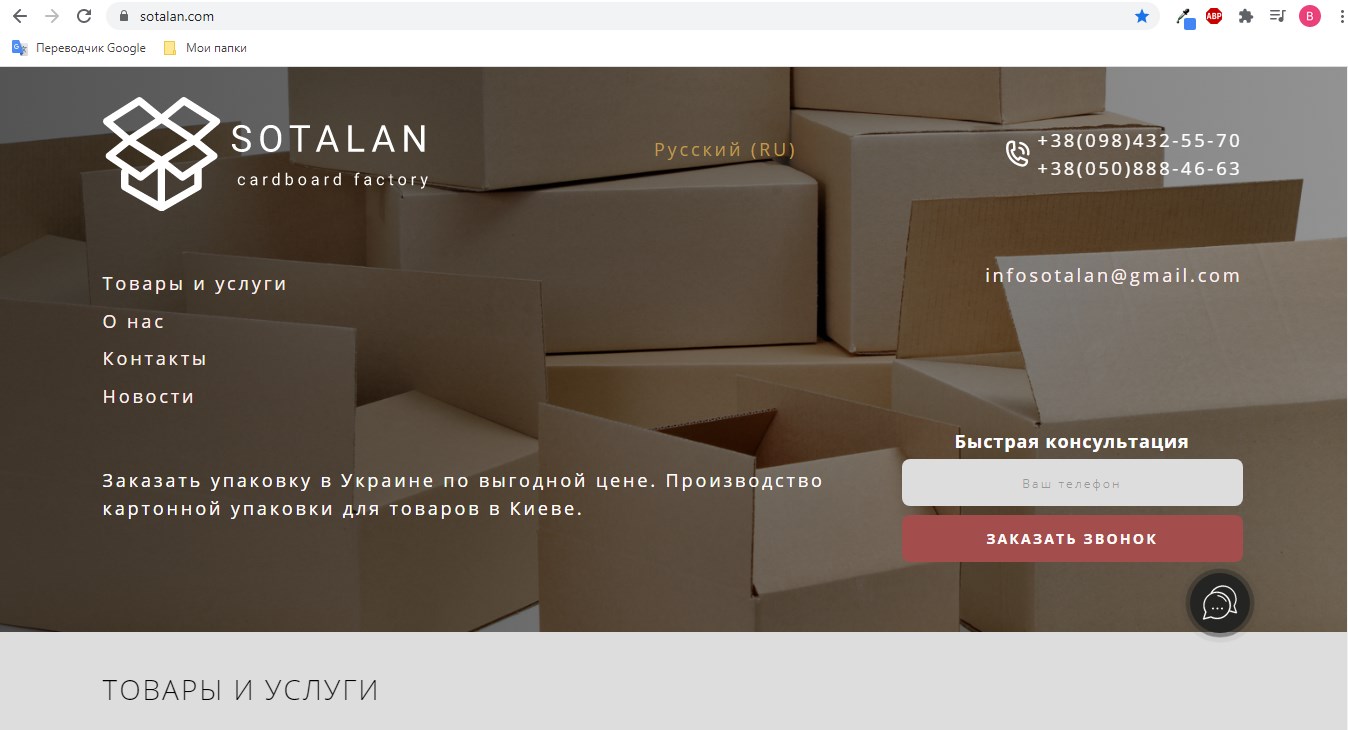 sotalan.com
ABP
B
Переводчик Google
Мои папки
SOTALAN
cardboard factory
Русский (RU)
+38(098)432-55-70
+38(050)888-46-63
infosotalan@gmail.com
Товары и услуги
О нас
Контакты
Новости
Заказать упаковку в Украине по выгодной цене. Производство
картонной упаковки для товаров в Киеве.
Быстрая консультация
Ваш телефон
ЗАКАЗАТЬ ЗВОНОК
ТОВАРЫ И УСЛУГИ